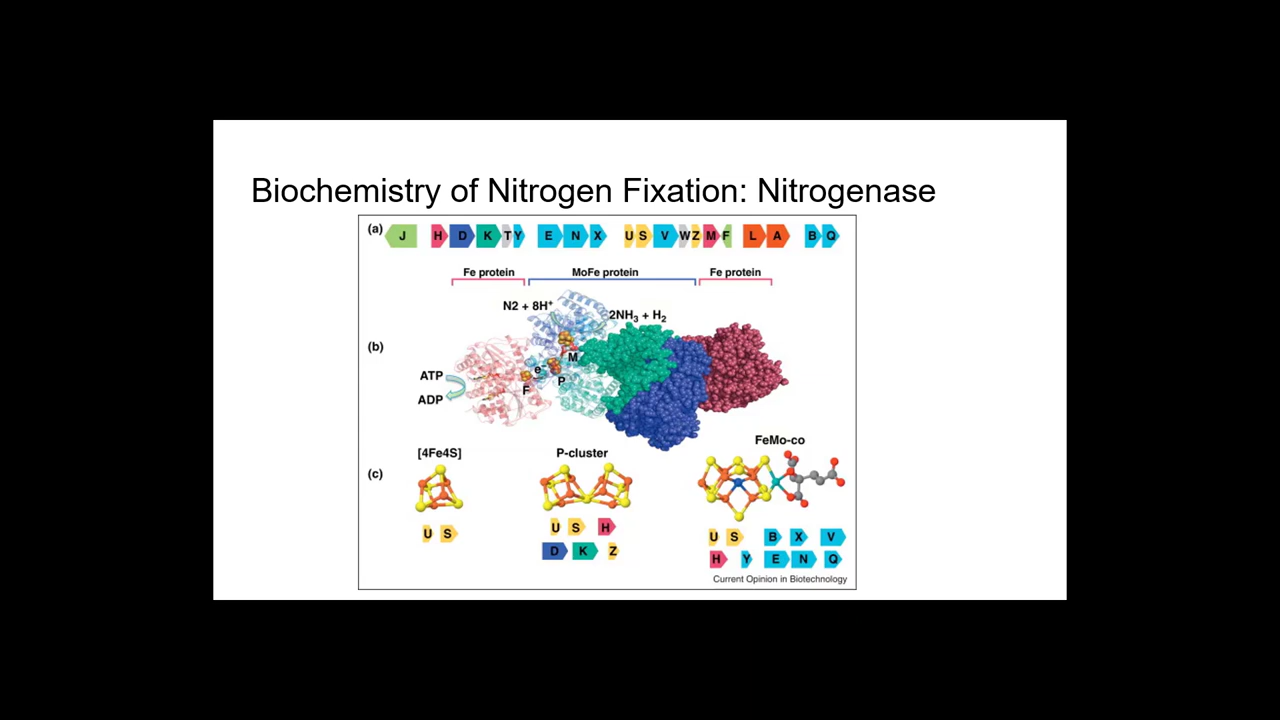 Biochemistry of Nitrogen Fixation: Nitrogenase
(a) J H D K T Y E N X U S V W Z M F L A B Q
Fe protein MoFe protein Fe protein
N2 + 8H⁺ 2NH₃ + H₂
(b)
M
e⁻
P
F
ATP
ADP
FeMo-co
[4Fe4S] P-cluster
(c)
U S
U S H
D K Z
U S B X V
H Y E N Q
Current Opinion in Biotechnology